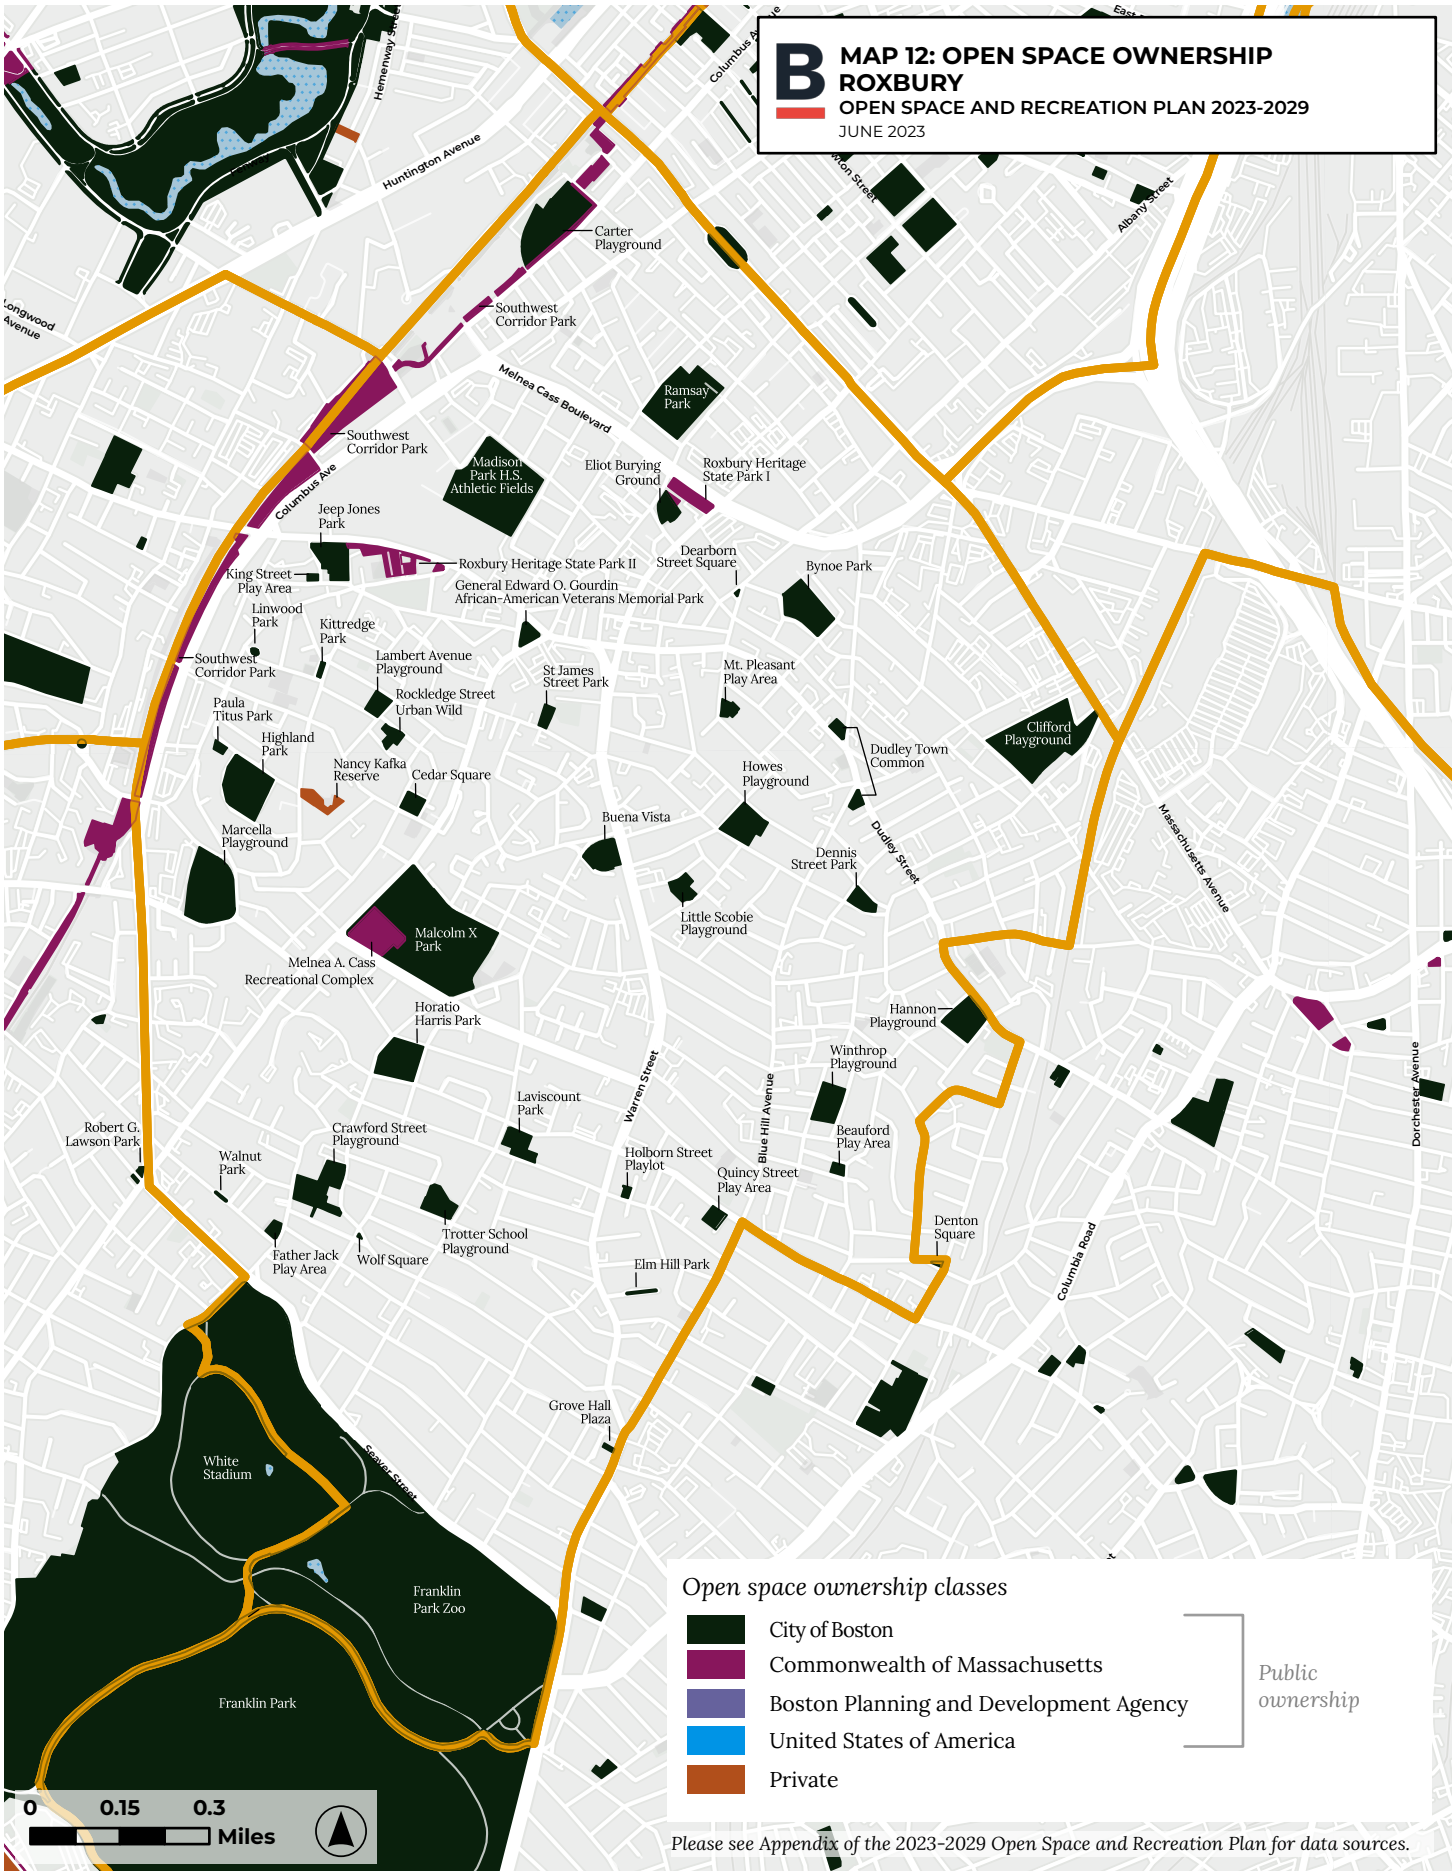 B
MAP 12: OPEN SPACE OWNERSHIP
ROXBURY
OPEN SPACE AND RECREATION PLAN 2023-2029
JUNE 2023
Hemenway Street
Huntington Avenue
Albany Street
Carter
Playground
Longwood
Avenue
Southwest
Corridor Park
Melnea Cass Boulevard
Ramsay
Park
Southwest
Corridor Park
Columbus Ave
Madison
Park H.S.
Athletic Fields
Eliot Burying
Ground
Roxbury Heritage
State Park I
Jeep Jones
Park
King Street
Play Area
Roxbury Heritage State Park II
General Edward O. Gourdin
African-American Veterans Memorial Park
Dearborn
Street Square
Bynoe Park
Linwood
Park
Kittredge
Park
Southwest
Corridor Park
Lambert Avenue
Playground
Rockledge Street
Urban Wild
St James
Street Park
Mt. Pleasant
Play Area
Paula
Titus Park
Highland
Park
Nancy Kafka
Reserve
Cedar Square
Clifford
Playground
Dudley Town
Common
Howes
Playground
Buena Vista
Marcella
Playground
Dudley Street
Dennis
Street Park
Massachusetts Avenue
Little Scobie
Playground
Malcolm X
Park
Melnea A. Cass
Recreational Complex
Horatio
Harris Park
Hannon
Playground
Winthrop
Playground
Warren Street
Blue Hill Avenue
Dorchester Avenue
Laviscount
Park
Robert G.
Lawson Park
Crawford Street
Playground
Walnut
Park
Beauford
Play Area
Holborn Street
Playlot
Quincy Street
Play Area
Denton
Square
Columbia Road
Father Jack
Play Area
Wolf Square
Trotter School
Playground
Elm Hill Park
Grove Hall
Plaza
Seaver Street
White
Stadium
Franklin
Park Zoo
Franklin Park
Open space ownership classes
City of Boston
Commonwealth of Massachusetts
Boston Planning and Development Agency
United States of America
Private
Public
ownership
0 0.15 0.3
Miles
Please see Appendix of the 2023-2029 Open Space and Recreation Plan for data sources.